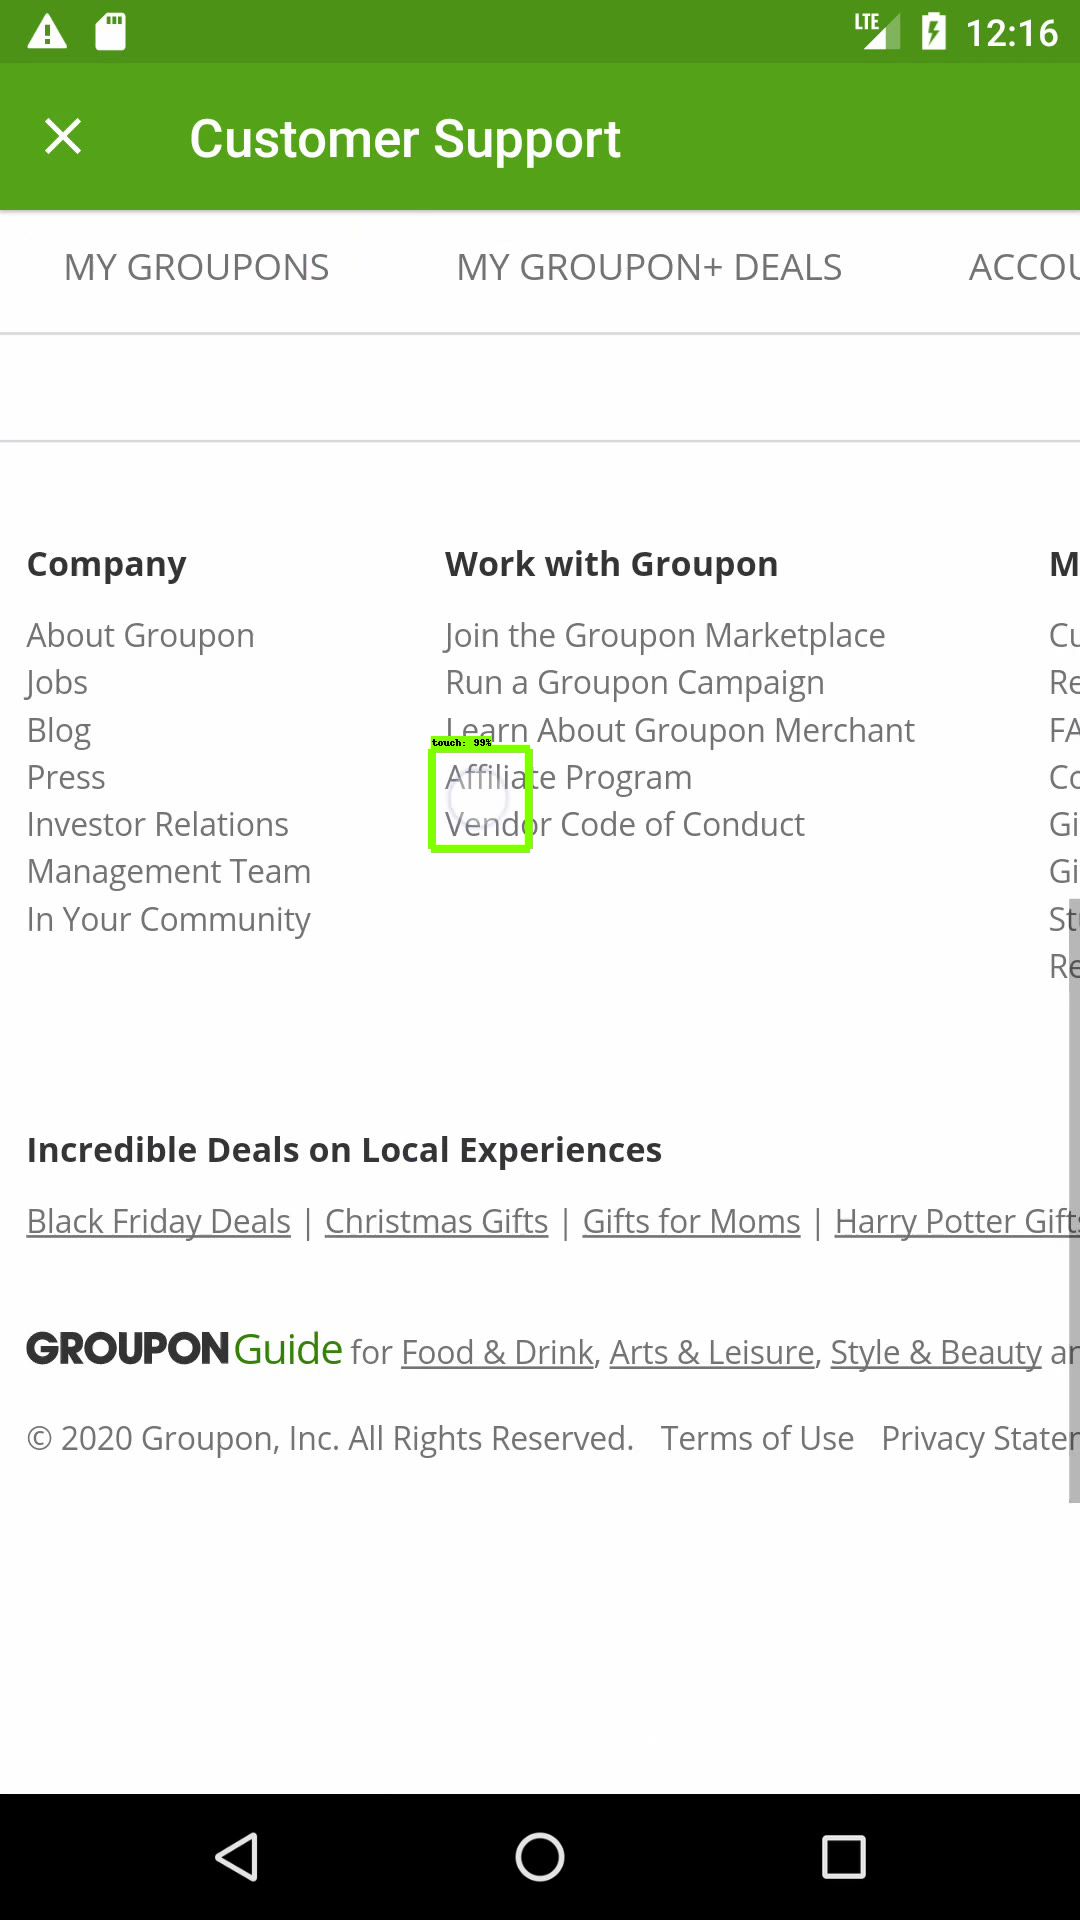 LTE 12:16
Customer Support
MY GROUPONS MY GROUPON+ DEALS ACCOU
Company Work with Groupon M
About Groupon Join the Groupon Marketplace Cu
Jobs Run a Groupon Campaign Re
Blog Learn About Groupon Merchant FA
touch: 99%
Press Affiliate Program Co
Investor Relations Vendor Code of Conduct Gi
Management Team Gi
In Your Community Stu
Re
Incredible Deals on Local Experiences
Black Friday Deals | Christmas Gifts | Gifts for Moms | Harry Potter Gifts
GROUPON Guide for Food & Drink, Arts & Leisure, Style & Beauty an
© 2020 Groupon, Inc. All Rights Reserved. Terms of Use Privacy Stater